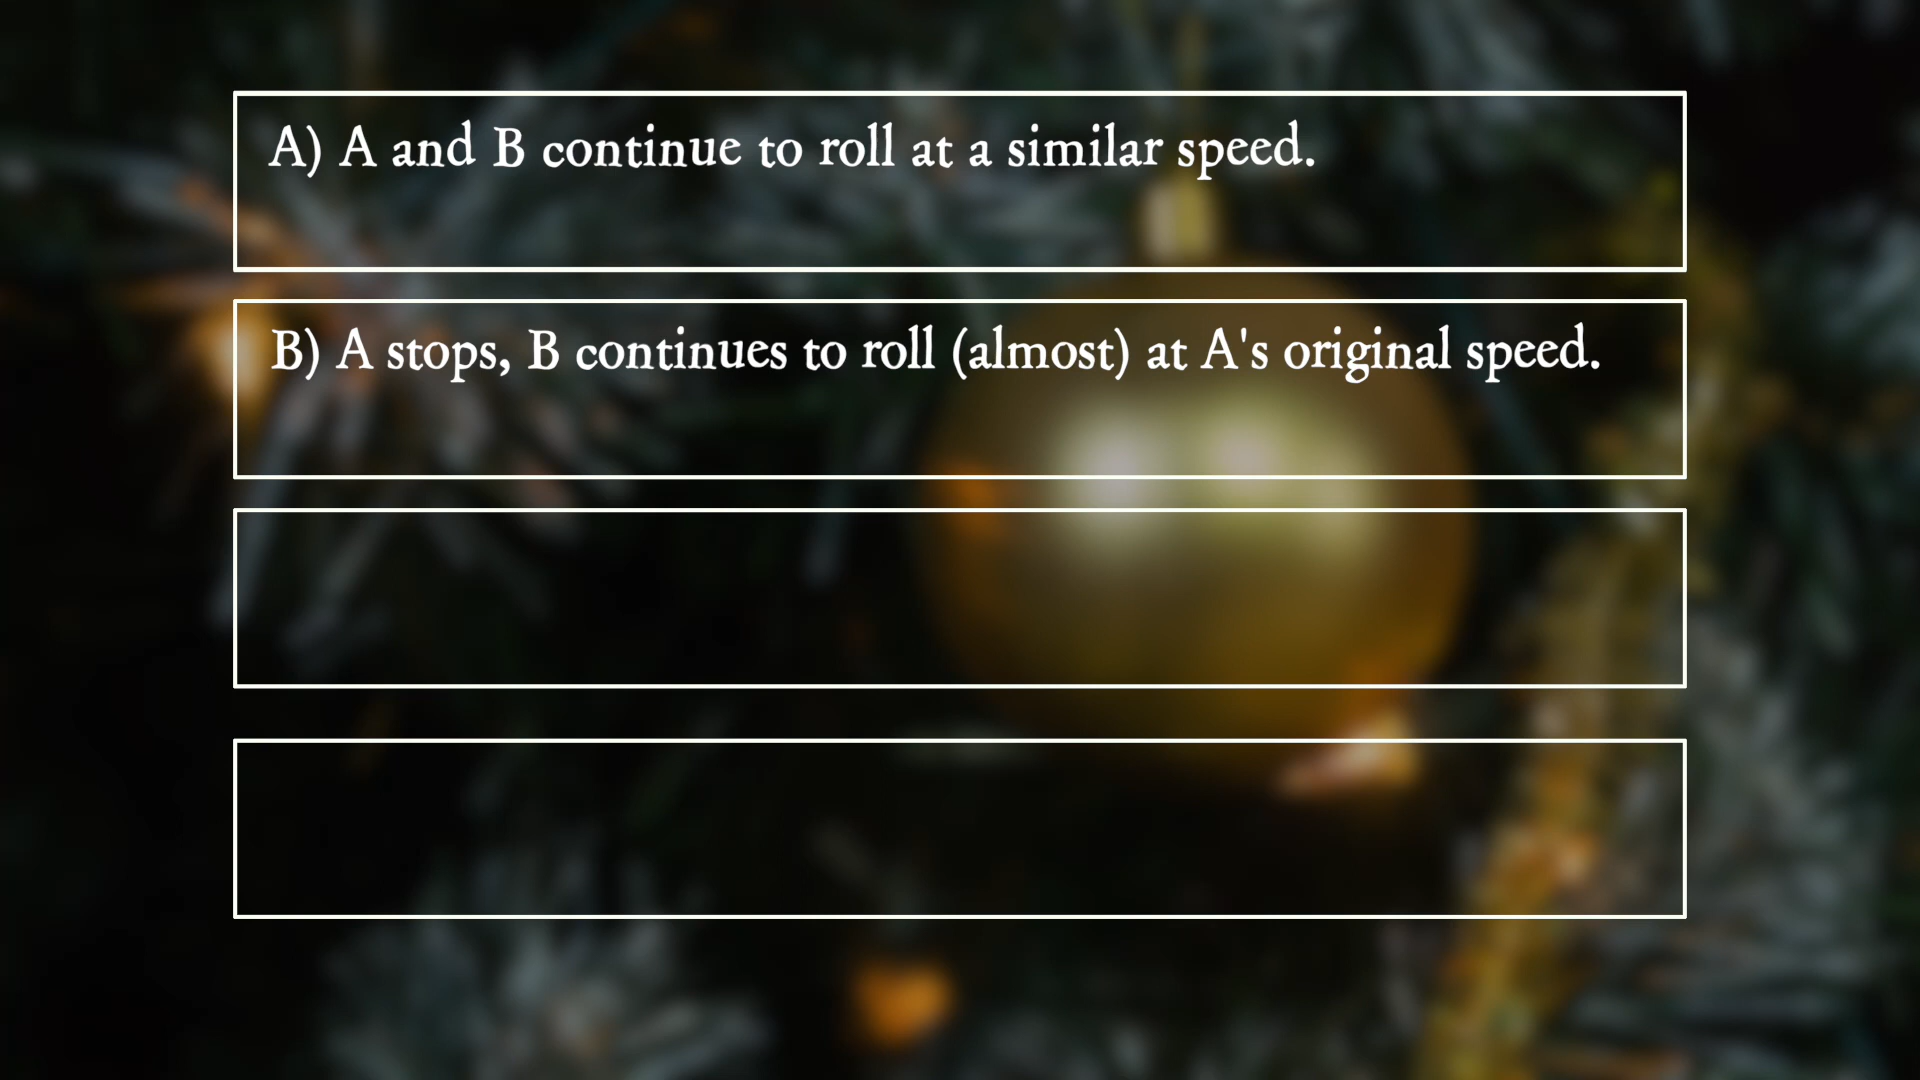 A) A and B continue to roll at a similar speed.
B) A stops, B continues to roll (almost) at A's original speed.